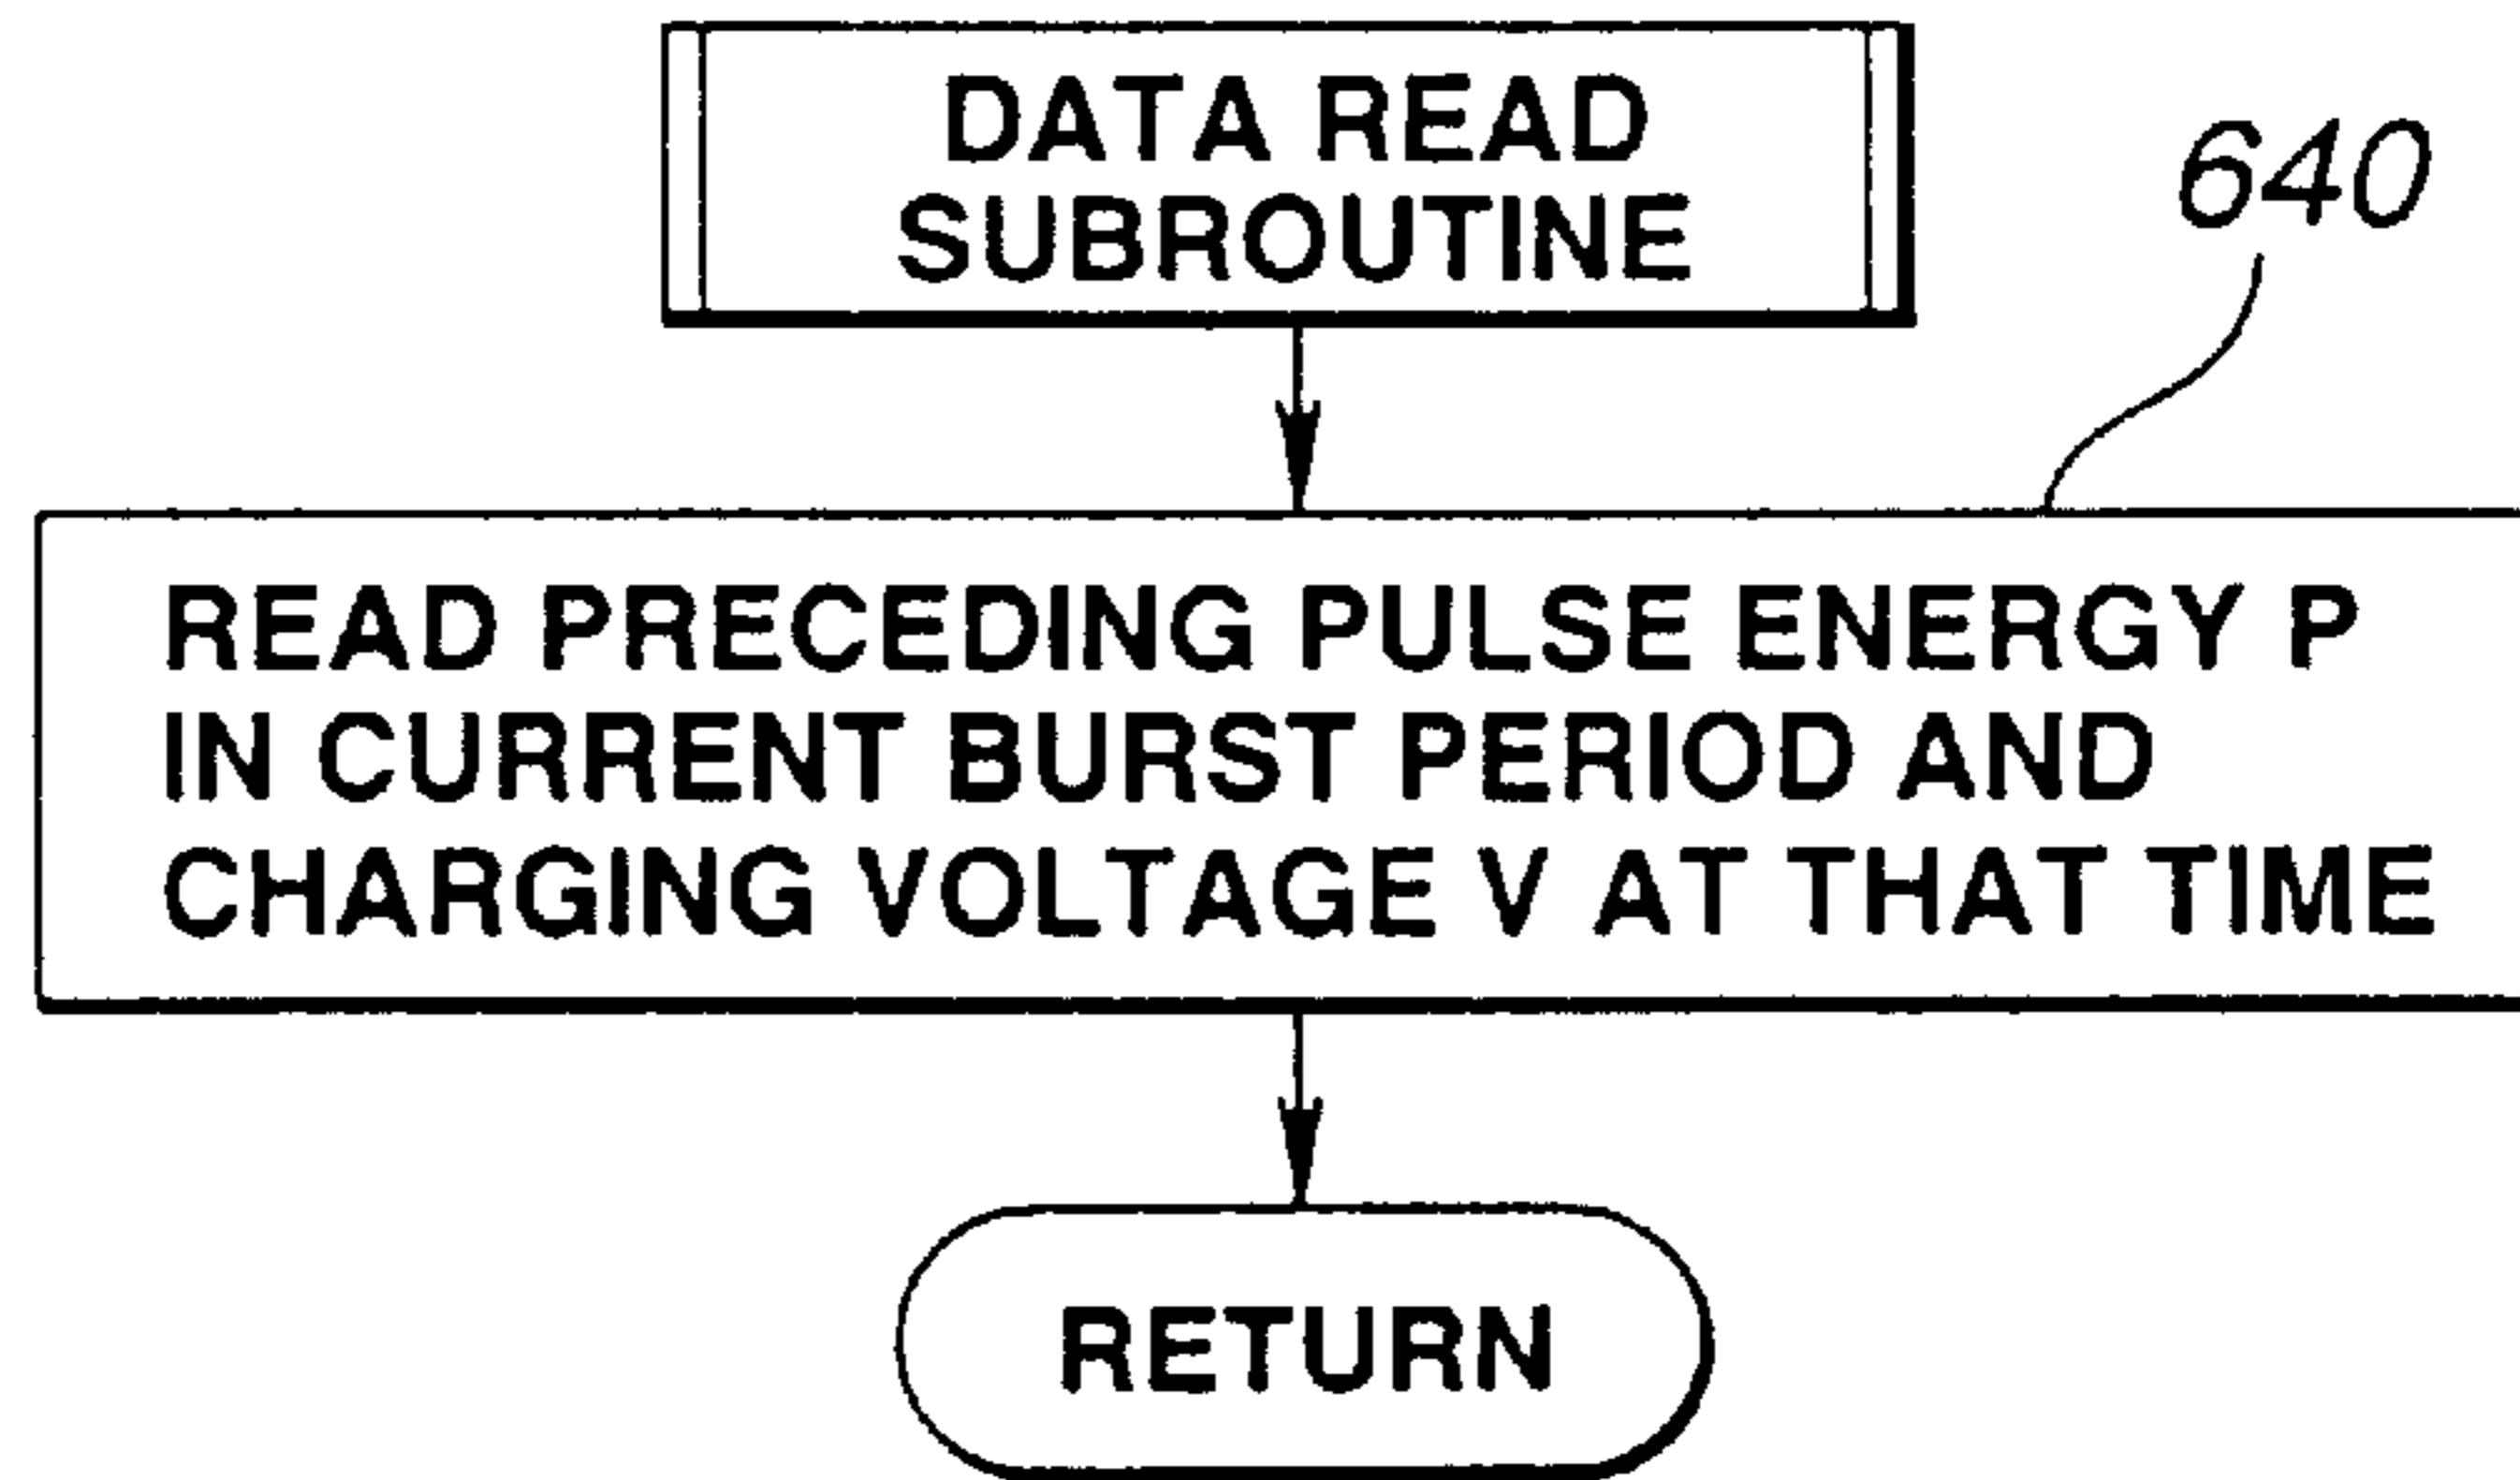 DATA READ
SUBROUTINE
640
READ PRECEDING PULSE ENERGY P
IN CURRENT BURST PERIOD AND
CHARGING VOLTAGE V AT THAT TIME
RETURN